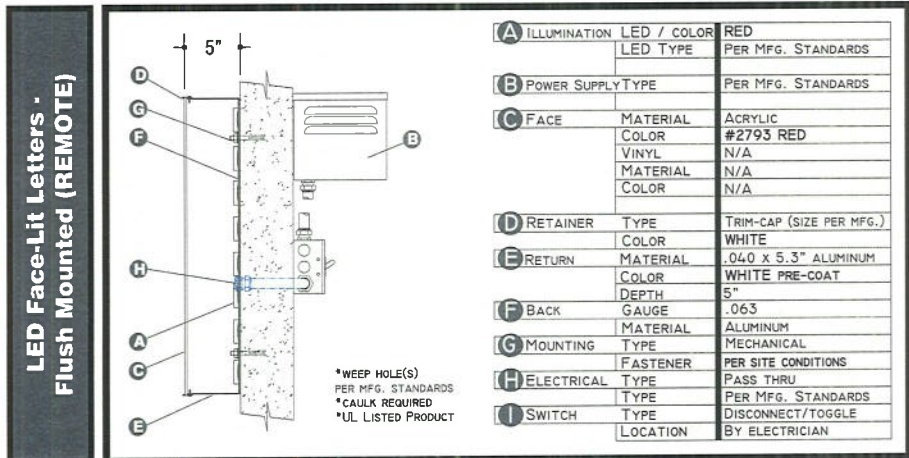 LED Face-Lit Letters -
Flush Mounted (REMOTE)
5"
D
G
F
B
H
A
C
E
*WEEP HOLE(S)
PER MFG. STANDARDS
*CAULK REQUIRED
*UL LISTED PRODUCT
A ILLUMINATION LED / COLOR RED
LED TYPE PER MFG. STANDARDS
B POWER SUPPLY TYPE PER MFG. STANDARDS
C FACE MATERIAL ACRYLIC
COLOR #2793 RED
VINYL N/A
MATERIAL N/A
COLOR N/A
D RETAINER TYPE TRIM-CAP (SIZE PER MFG.)
COLOR WHITE
E RETURN MATERIAL .040 X 5.3" ALUMINUM
COLOR WHITE PRE-COAT
DEPTH 5"
F BACK GAUGE .063
MATERIAL ALUMINUM
G MOUNTING TYPE MECHANICAL
FASTENER PER SITE CONDITIONS
H ELECTRICAL TYPE PASS THRU
TYPE PER MFG. STANDARDS
I SWITCH TYPE DISCONNECT/TOGGLE
LOCATION BY ELECTRICIAN